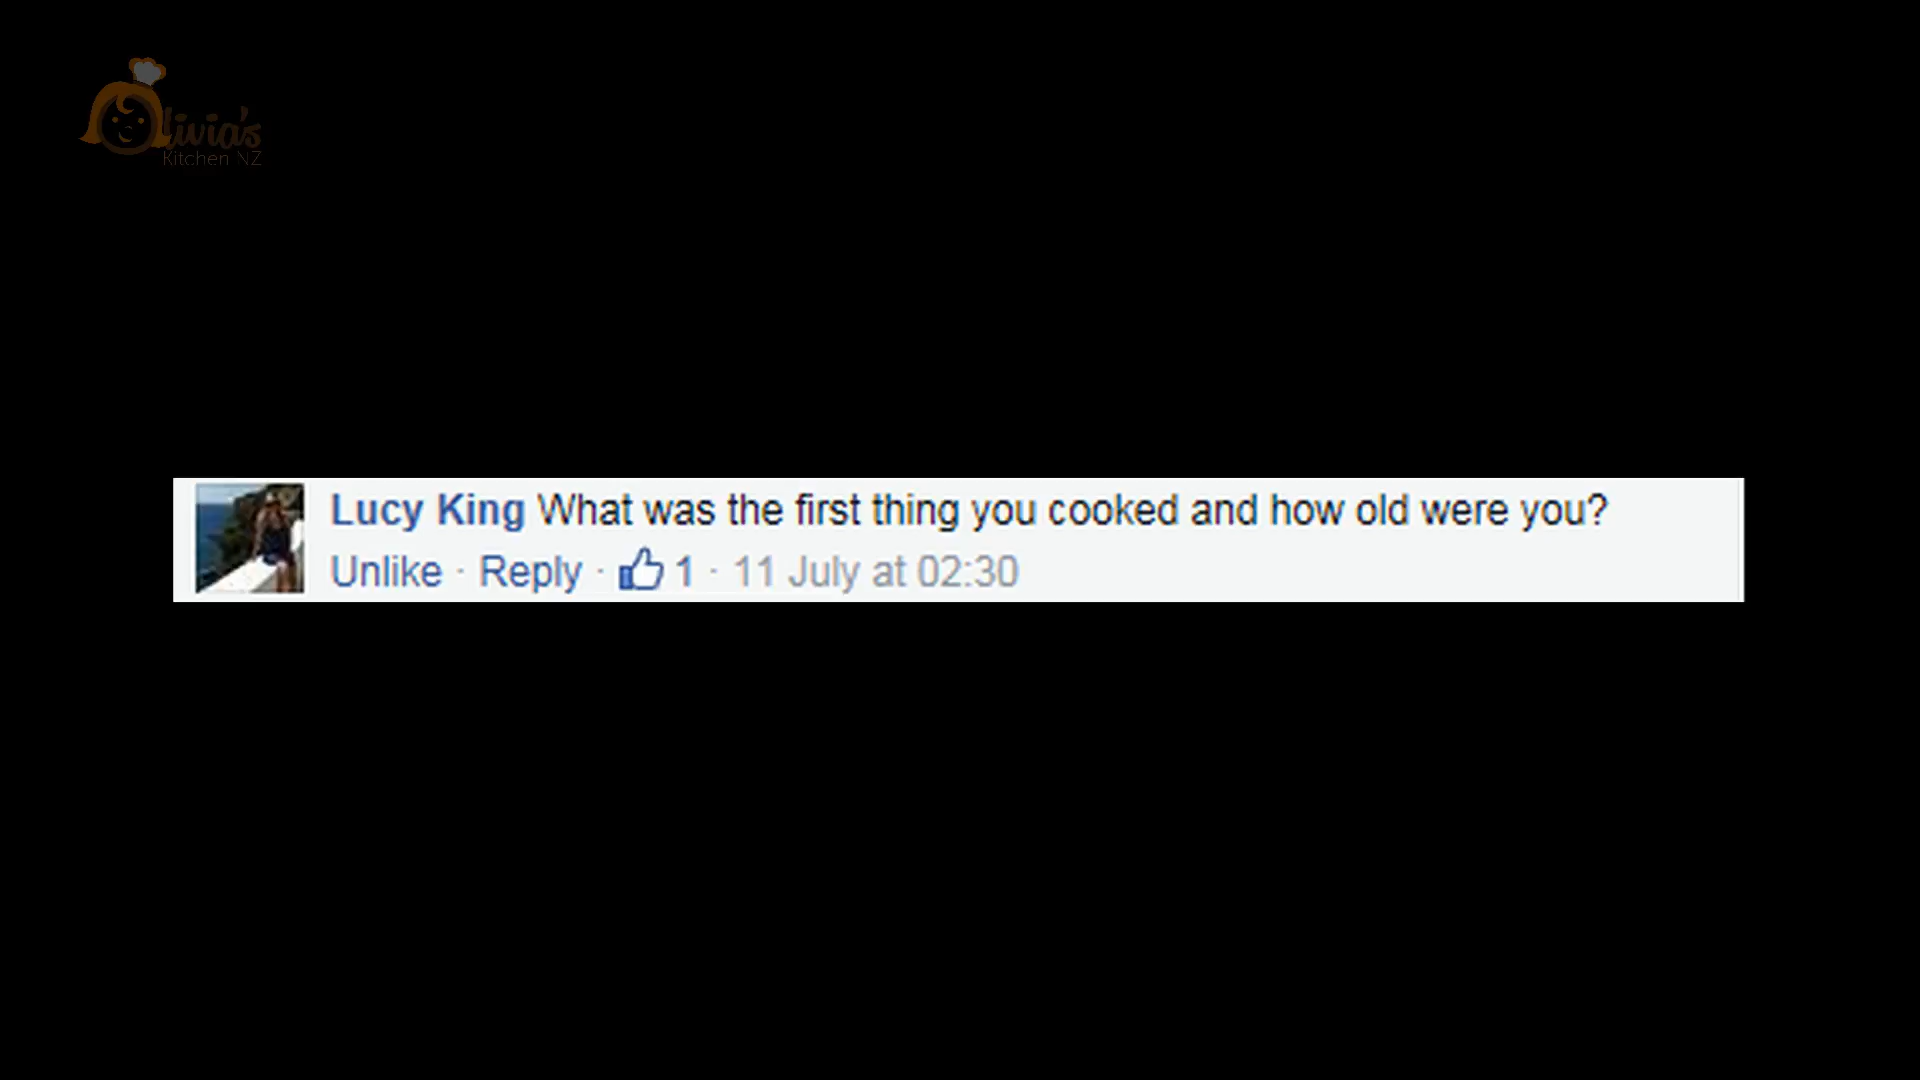 Olivia's
Kitchen NZ
Lucy King What was the first thing you cooked and how old were you?
Unlike · Reply · 1 · 11 July at 02:30